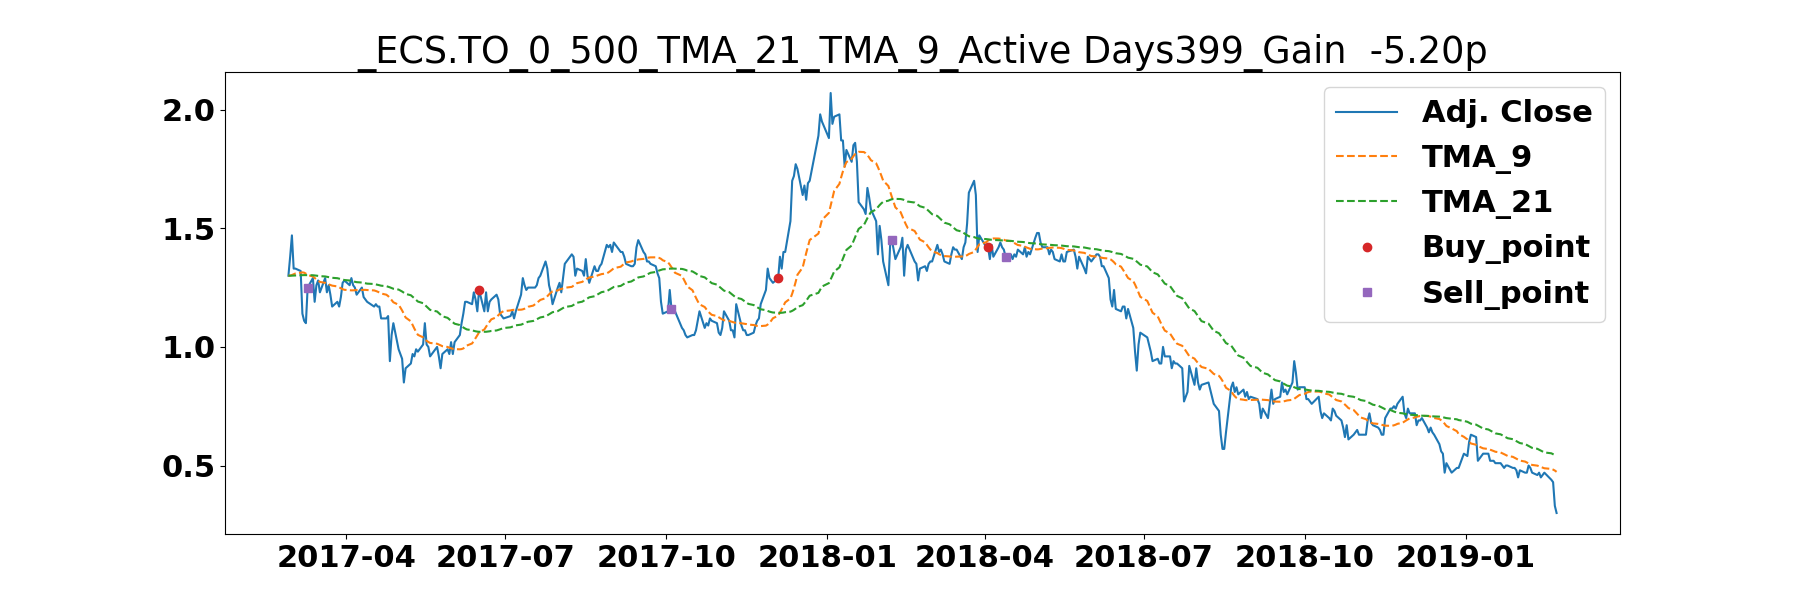 _ECS.TO_0_500_TMA_21_TMA_9_Active Days399_Gain  -5.20p
2.0
1.5
1.0
0.5
Adj. Close
TMA_9
TMA_21
Buy_point
Sell_point
2017-04 2017-07 2017-10 2018-01 2018-04 2018-07 2018-10 2019-01